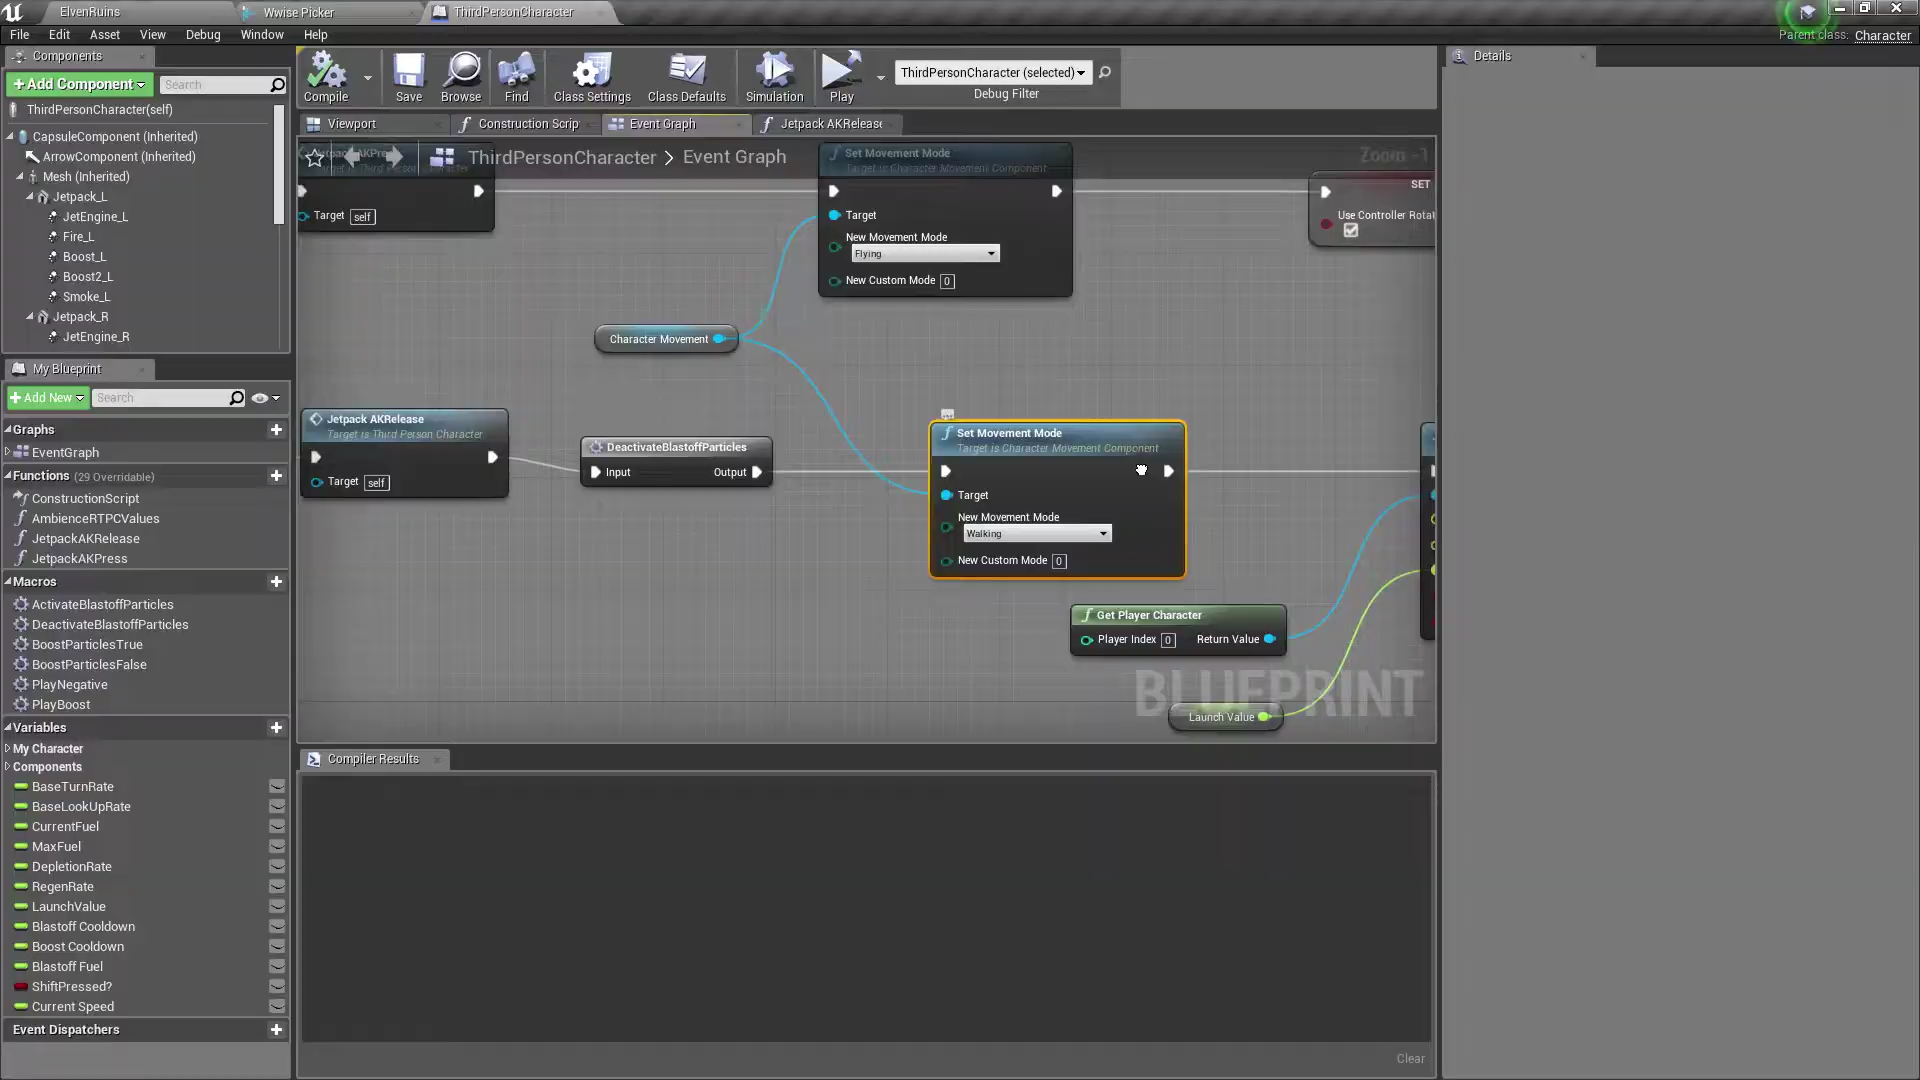 ElvenRuins
Wwise Picker
ThirdPersonCharacter
File Edit Asset View Debug Window Help
Parent class: Character
Components
+Add Component
Search
ThirdPersonCharacter(self)
CapsuleComponent (Inherited)
ArrowComponent (Inherited)
Mesh (Inherited)
Jetpack_L
JetEngine_L
Fire_L
Boost_L
Boost2_L
Smoke_L
Jetpack_R
JetEngine_R
My Blueprint
+Add New
Search
Graphs
EventGraph
Functions (29 Overridable)
ConstructionScript
AmbienceRTPCValues
JetpackAKRelease
JetpackAKPress
Macros
ActivateBlastoffParticles
DeactivateBlastoffParticles
BoostParticlesTrue
BoostParticlesFalse
PlayNegative
PlayBoost
Variables
My Character
Components
BaseTurnRate
BaseLookUpRate
CurrentFuel
MaxFuel
DepletionRate
RegenRate
LaunchValue
Blastoff Cooldown
Boost Cooldown
Blastoff Fuel
ShiftPressed?
Current Speed
Event Dispatchers
Compile
Save
Browse
Find
Class Settings
Class Defaults
Simulation
Play
ThirdPersonCharacter (selected)
Debug Filter
Viewport
Construction Scrip
Event Graph
Jetpack AKRelease
ThirdPersonCharacter > Event Graph
Zoom -1
Target self
Set Movement Mode
Target is Character Movement Component
Target
New Movement Mode
Flying
New Custom Mode 0
SET
Use Controller Rotat
Character Movement
Jetpack AKRelease
Target is Third Person Character
Target self
DeactivateBlastoffParticles
Input Output
Set Movement Mode
Target is Character Movement Component
Target
New Movement Mode
Walking
New Custom Mode 0
Get Player Character
Player Index 0 Return Value
Launch Value
BLUEPRINT
Compiler Results
Clear
Details